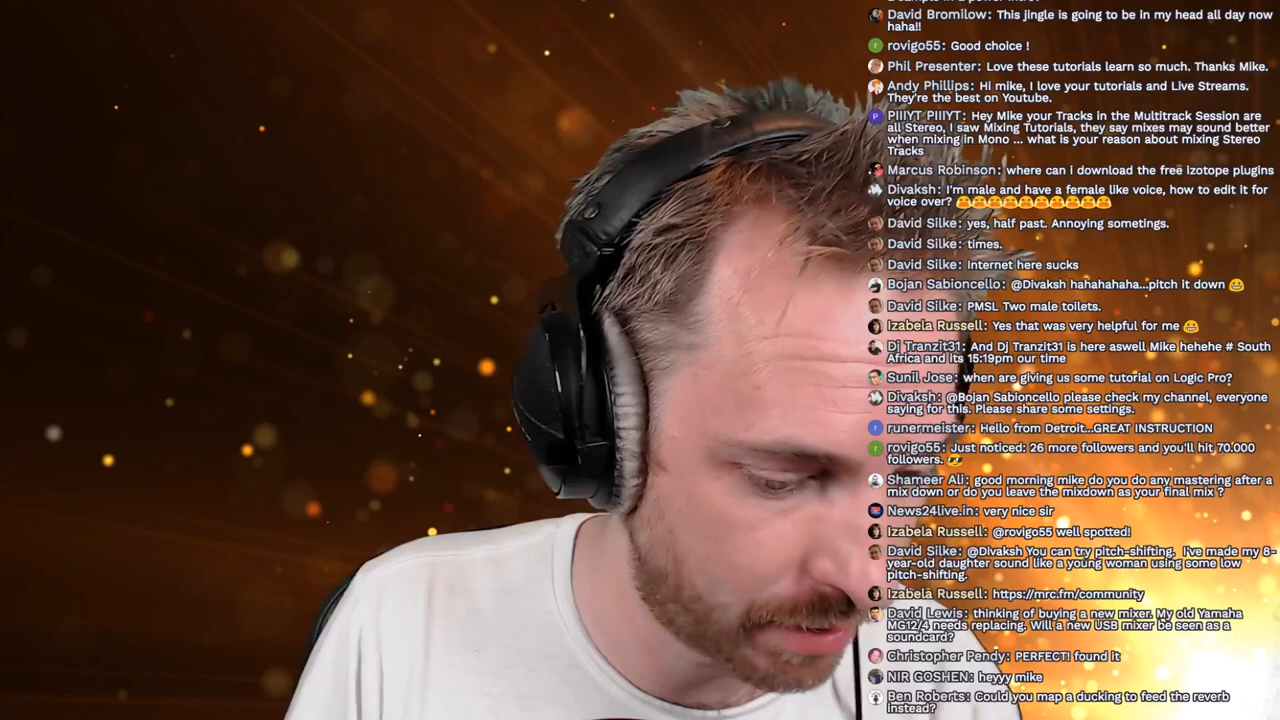 David Bromilow: This jingle is going to be in my head all day now
haha!!
rovigo55: Good choice !
Phil Presenter: Love these tutorials learn so much. Thanks Mike.
Andy Phillips: Hi mike, I love your tutorials and Live Streams.
They're the best on Youtube.
PIIIYT PIIIYT: Hey Mike your Tracks in the Multitrack Session are
all Stereo, I saw Mixing Tutorials, they say mixes may sound better
when mixing in Mono ... what is your reason about mixing Stereo
Tracks
Marcus Robinson: where can i download the free izotope plugins
Divaksh: I'm male and have a female like voice, how to edit it for
voice over?
David Silke: yes, half past. Annoying sometings.
David Silke: times.
David Silke: Internet here sucks
Bojan Sabioncello: @Divaksh hahahahaha...pitch it down
David Silke: PMSL Two male toilets.
Izabela Russell: Yes that was very helpful for me
Dj Tranzit31: And Dj Tranzit31 is here aswell Mike hehehe # South
Africa and its 15:19pm our time
Sunil Jose: when are giving us some tutorial on Logic Pro?
Divaksh: @Bojan Sabioncello please check my channel, everyone
saying for this. Please share some settings.
runermeister: Hello from Detroit...GREAT INSTRUCTION
rovigo55: Just noticed: 26 more followers and you'll hit 70.000
followers.
Shameer Ali: good morning mike do you do any mastering after a
mix down or do you leave the mixdown as your final mix ?
News24live.in: very nice sir
Izabela Russell: @rovigo55 well spotted!
David Silke: @Divaksh You can try pitch-shifting. I've made my 8-
year-old daughter sound like a young woman using some low
pitch-shifting.
Izabela Russell: https://mrc.fm/community
David Lewis: thinking of buying a new mixer. My old Yamaha
MG12/4 needs replacing. Will a new USB mixer be seen as a
soundcard?
Christopher Pendy: PERFECT! found it
NIR GOSHEN: heyyy mike
Ben Roberts: Could you map a ducking to feed the reverb
instead?